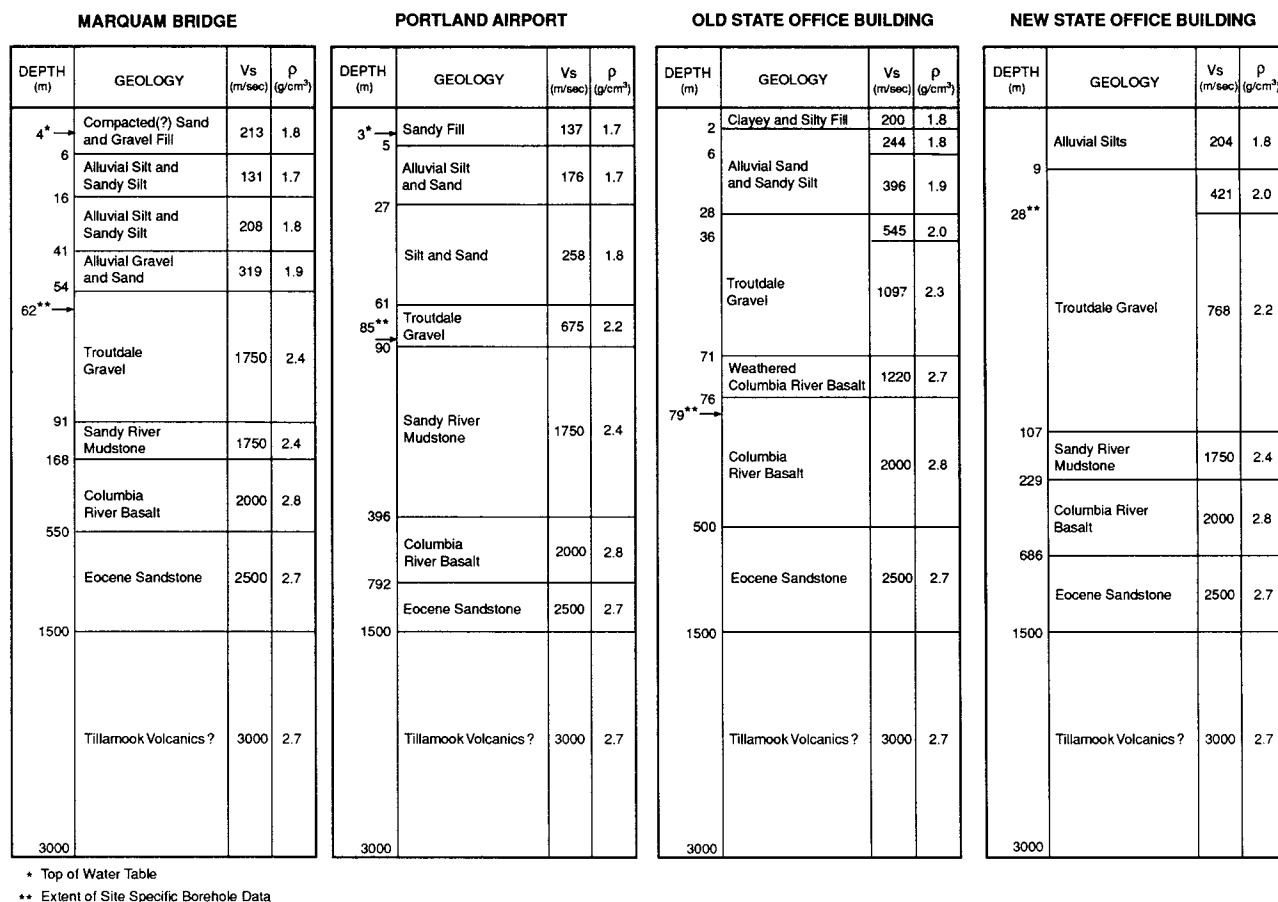 MARQUAM BRIDGE
DEPTH (m) GEOLOGY Vs (m/sec) ρ (g/cm³)
Compacted(?) Sand
and Gravel Fill 213 1.8
4*
6
Alluvial Silt and
Sandy Silt 131 1.7
16
Alluvial Silt and
Sandy Silt 208 1.8
41
Alluvial Gravel
and Sand 319 1.9
54
62**
Troutdale
Gravel 1750 2.4
91
Sandy River
Mudstone 1750 2.4
168
Columbia
River Basalt 2000 2.8
550
Eocene Sandstone 2500 2.7
1500
Tillamook Volcanics? 3000 2.7
3000
PORTLAND AIRPORT
DEPTH (m) GEOLOGY Vs (m/sec) ρ (g/cm³)
3* Sandy Fill 137 1.7
5
Alluvial Silt
and Sand 176 1.7
27
Silt and Sand 258 1.8
61
Troutdale
Gravel 675 2.2
85**
90
Sandy River
Mudstone 1750 2.4
396
Columbia
River Basalt 2000 2.8
792
Eocene Sandstone 2500 2.7
1500
Tillamook Volcanics? 3000 2.7
3000
OLD STATE OFFICE BUILDING
DEPTH (m) GEOLOGY Vs (m/sec) ρ (g/cm³)
Clayey and Silty Fill 200 1.8
2
244 1.8
6
Alluvial Sand
and Sandy Silt 396 1.9
28
545 2.0
36
Troutdale
Gravel 1097 2.3
71
Weathered
Columbia River Basalt 1220 2.7
76
79**
Columbia
River Basalt 2000 2.8
500
Eocene Sandstone 2500 2.7
1500
Tillamook Volcanics? 3000 2.7
3000
NEW STATE OFFICE BUILDING
DEPTH (m) GEOLOGY Vs (m/sec) ρ (g/cm³)
Alluvial Silts 204 1.8
9
421 2.0
28**
Troutdale Gravel 768 2.2
107
Sandy River
Mudstone 1750 2.4
229
Columbia River
Basalt 2000 2.8
686
Eocene Sandstone 2500 2.7
1500
Tillamook Volcanics? 3000 2.7
3000
* Top of Water Table
** Extent of Site Specific Borehole Data